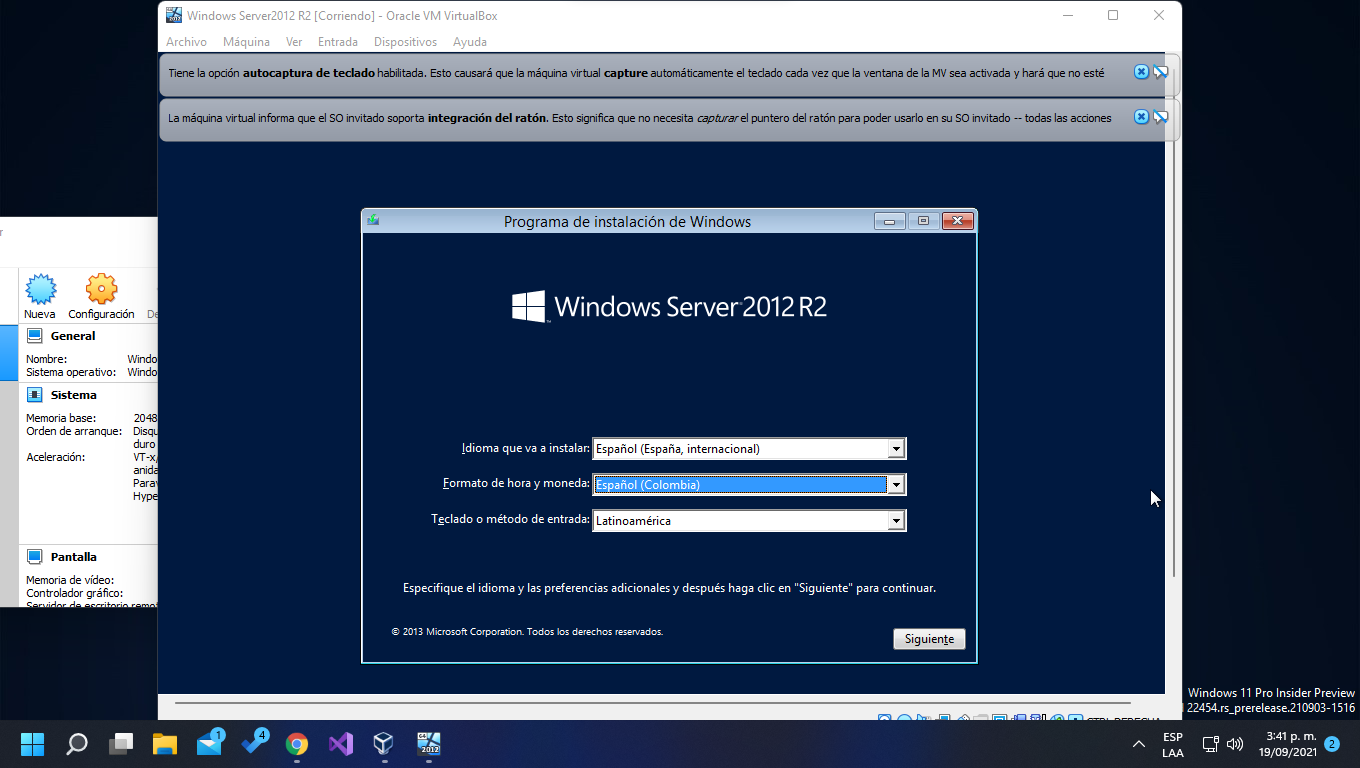 Windows Server2012 R2 [Corriendo] - Oracle VM VirtualBox
Archivo Máquina Ver Entrada Dispositivos Ayuda
Tiene la opción autocaptura de teclado habilitada. Esto causará que la máquina virtual capture automáticamente el teclado cada vez que la ventana de la MV sea activada y hará que no esté
La máquina virtual informa que el SO invitado soporta integración del ratón. Esto significa que no necesita capturar el puntero del ratón para poder usarlo en su SO invitado -- todas las acciones
r
Nueva Configuración De
General
Nombre: Windo
Sistema operativo: Windo
Sistema
Memoria base: 2048
Orden de arranque: Disqu
duro
Aceleración: VT-x/
anida
Parav
Hype
Pantalla
Memoria de vídeo:
Controlador gráfico:
Servidor de escritorio remo
Programa de instalación de Windows
Windows Server 2012 R2
Idioma que va a instalar: Español (España, internacional)
Formato de hora y moneda: Español (Colombia)
Teclado o método de entrada: Latinoamérica
Especifique el idioma y las preferencias adicionales y después haga clic en "Siguiente" para continuar.
© 2013 Microsoft Corporation. Todos los derechos reservados.
Siguiente
CTRL DERECHA
Windows 11 Pro Insider Preview
22454.rs_prerelease.210903-1516
1
4
2012
ESP
LAA
3:41 p. m.
19/09/2021
2